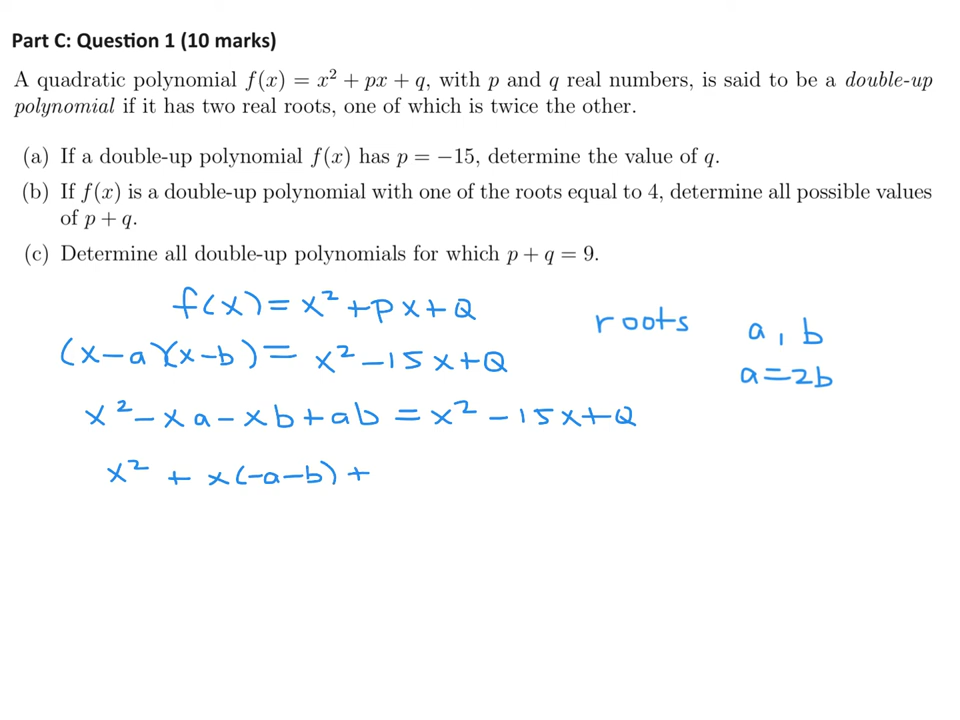 Part C: Question 1 (10 marks)
A quadratic polynomial f(x) = x² + px + q, with p and q real numbers, is said to be a double-up
polynomial if it has two real roots, one of which is twice the other.
(a) If a double-up polynomial f(x) has p = −15, determine the value of q.
(b) If f(x) is a double-up polynomial with one of the roots equal to 4, determine all possible values
of p + q.
(c) Determine all double-up polynomials for which p + q = 9.
f(x) = x² + px + Q
roots a, b
(x − a)(x − b) = x² − 15x + Q
a = 2b
x² − xa − xb + ab = x² − 15x + Q
x² + x(−a − b) +